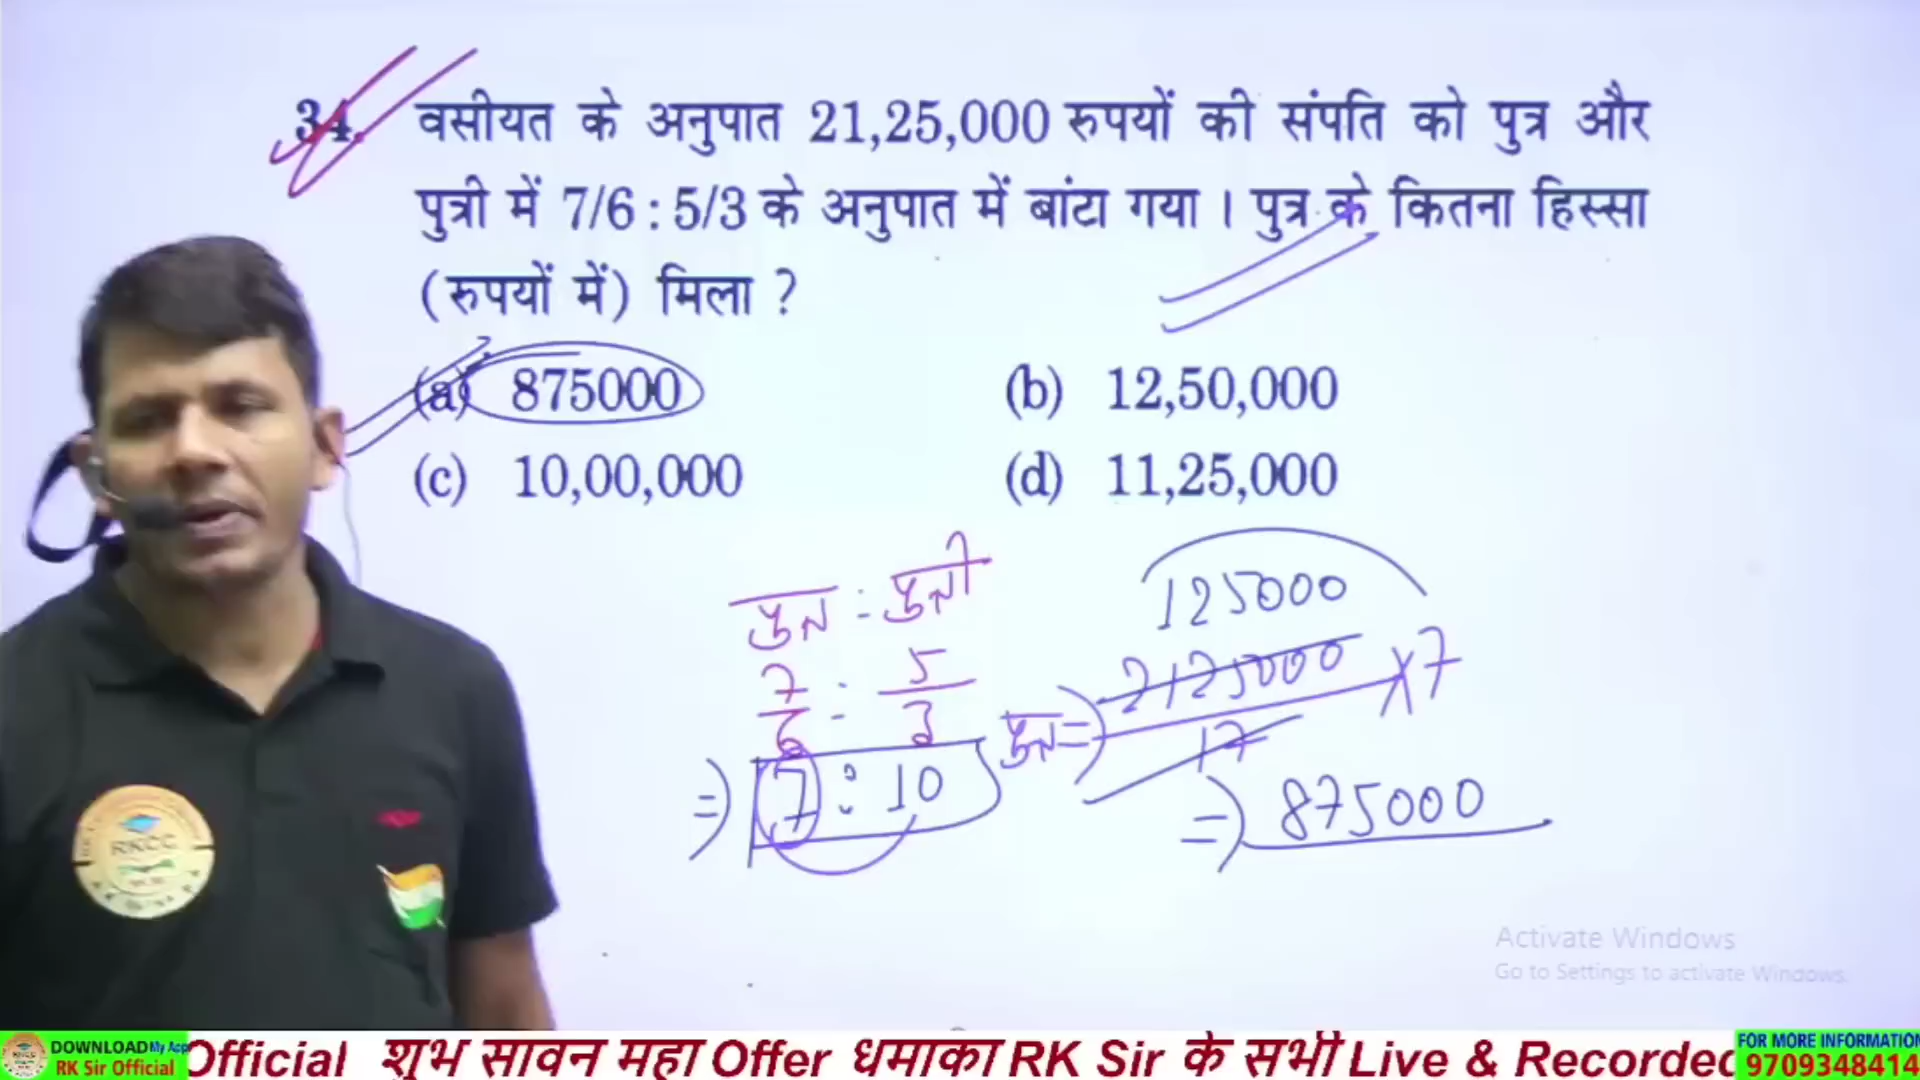 34. वसीयत के अनुपात 21,25,000 रुपयों की संपति को पुत्र और
पुत्री में 7/6 : 5/3 के अनुपात में बांटा गया । पुत्र के कितना हिस्सा
(रुपयों में) मिला ?
(a) 875000 (b) 12,50,000
(c) 10,00,000 (d) 11,25,000
पुत्र : पुत्री
7/6 : 5/3
⇒ 7 : 10
125000
पुत्र ⇒ 2125000/17 × 7
⇒ 875000
RKCC
Activate Windows
Go to Settings to activate Windows.
DOWNLOAD My App
RK Sir Official
Official शुभ सावन महा Offer धमाका RK Sir के सभी Live & Recorded
FOR MORE INFORMATION
9709348414